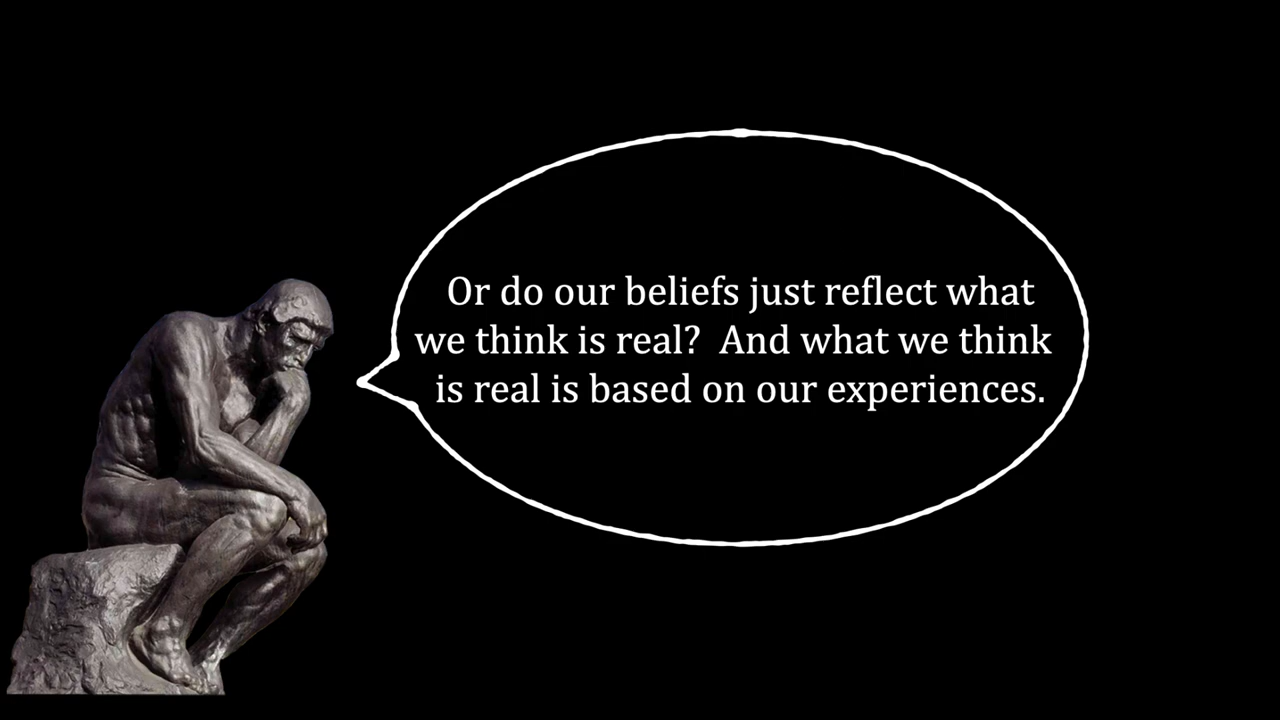 Or do our beliefs just reflect what
we think is real?  And what we think
is real is based on our experiences.